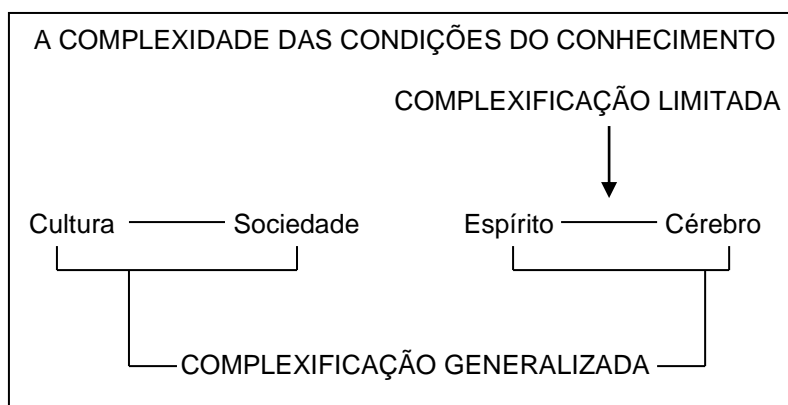 A COMPLEXIDADE DAS CONDIÇÕES DO CONHECIMENTO
COMPLEXIFICAÇÃO LIMITADA
Cultura Sociedade Espírito Cérebro
COMPLEXIFICAÇÃO GENERALIZADA